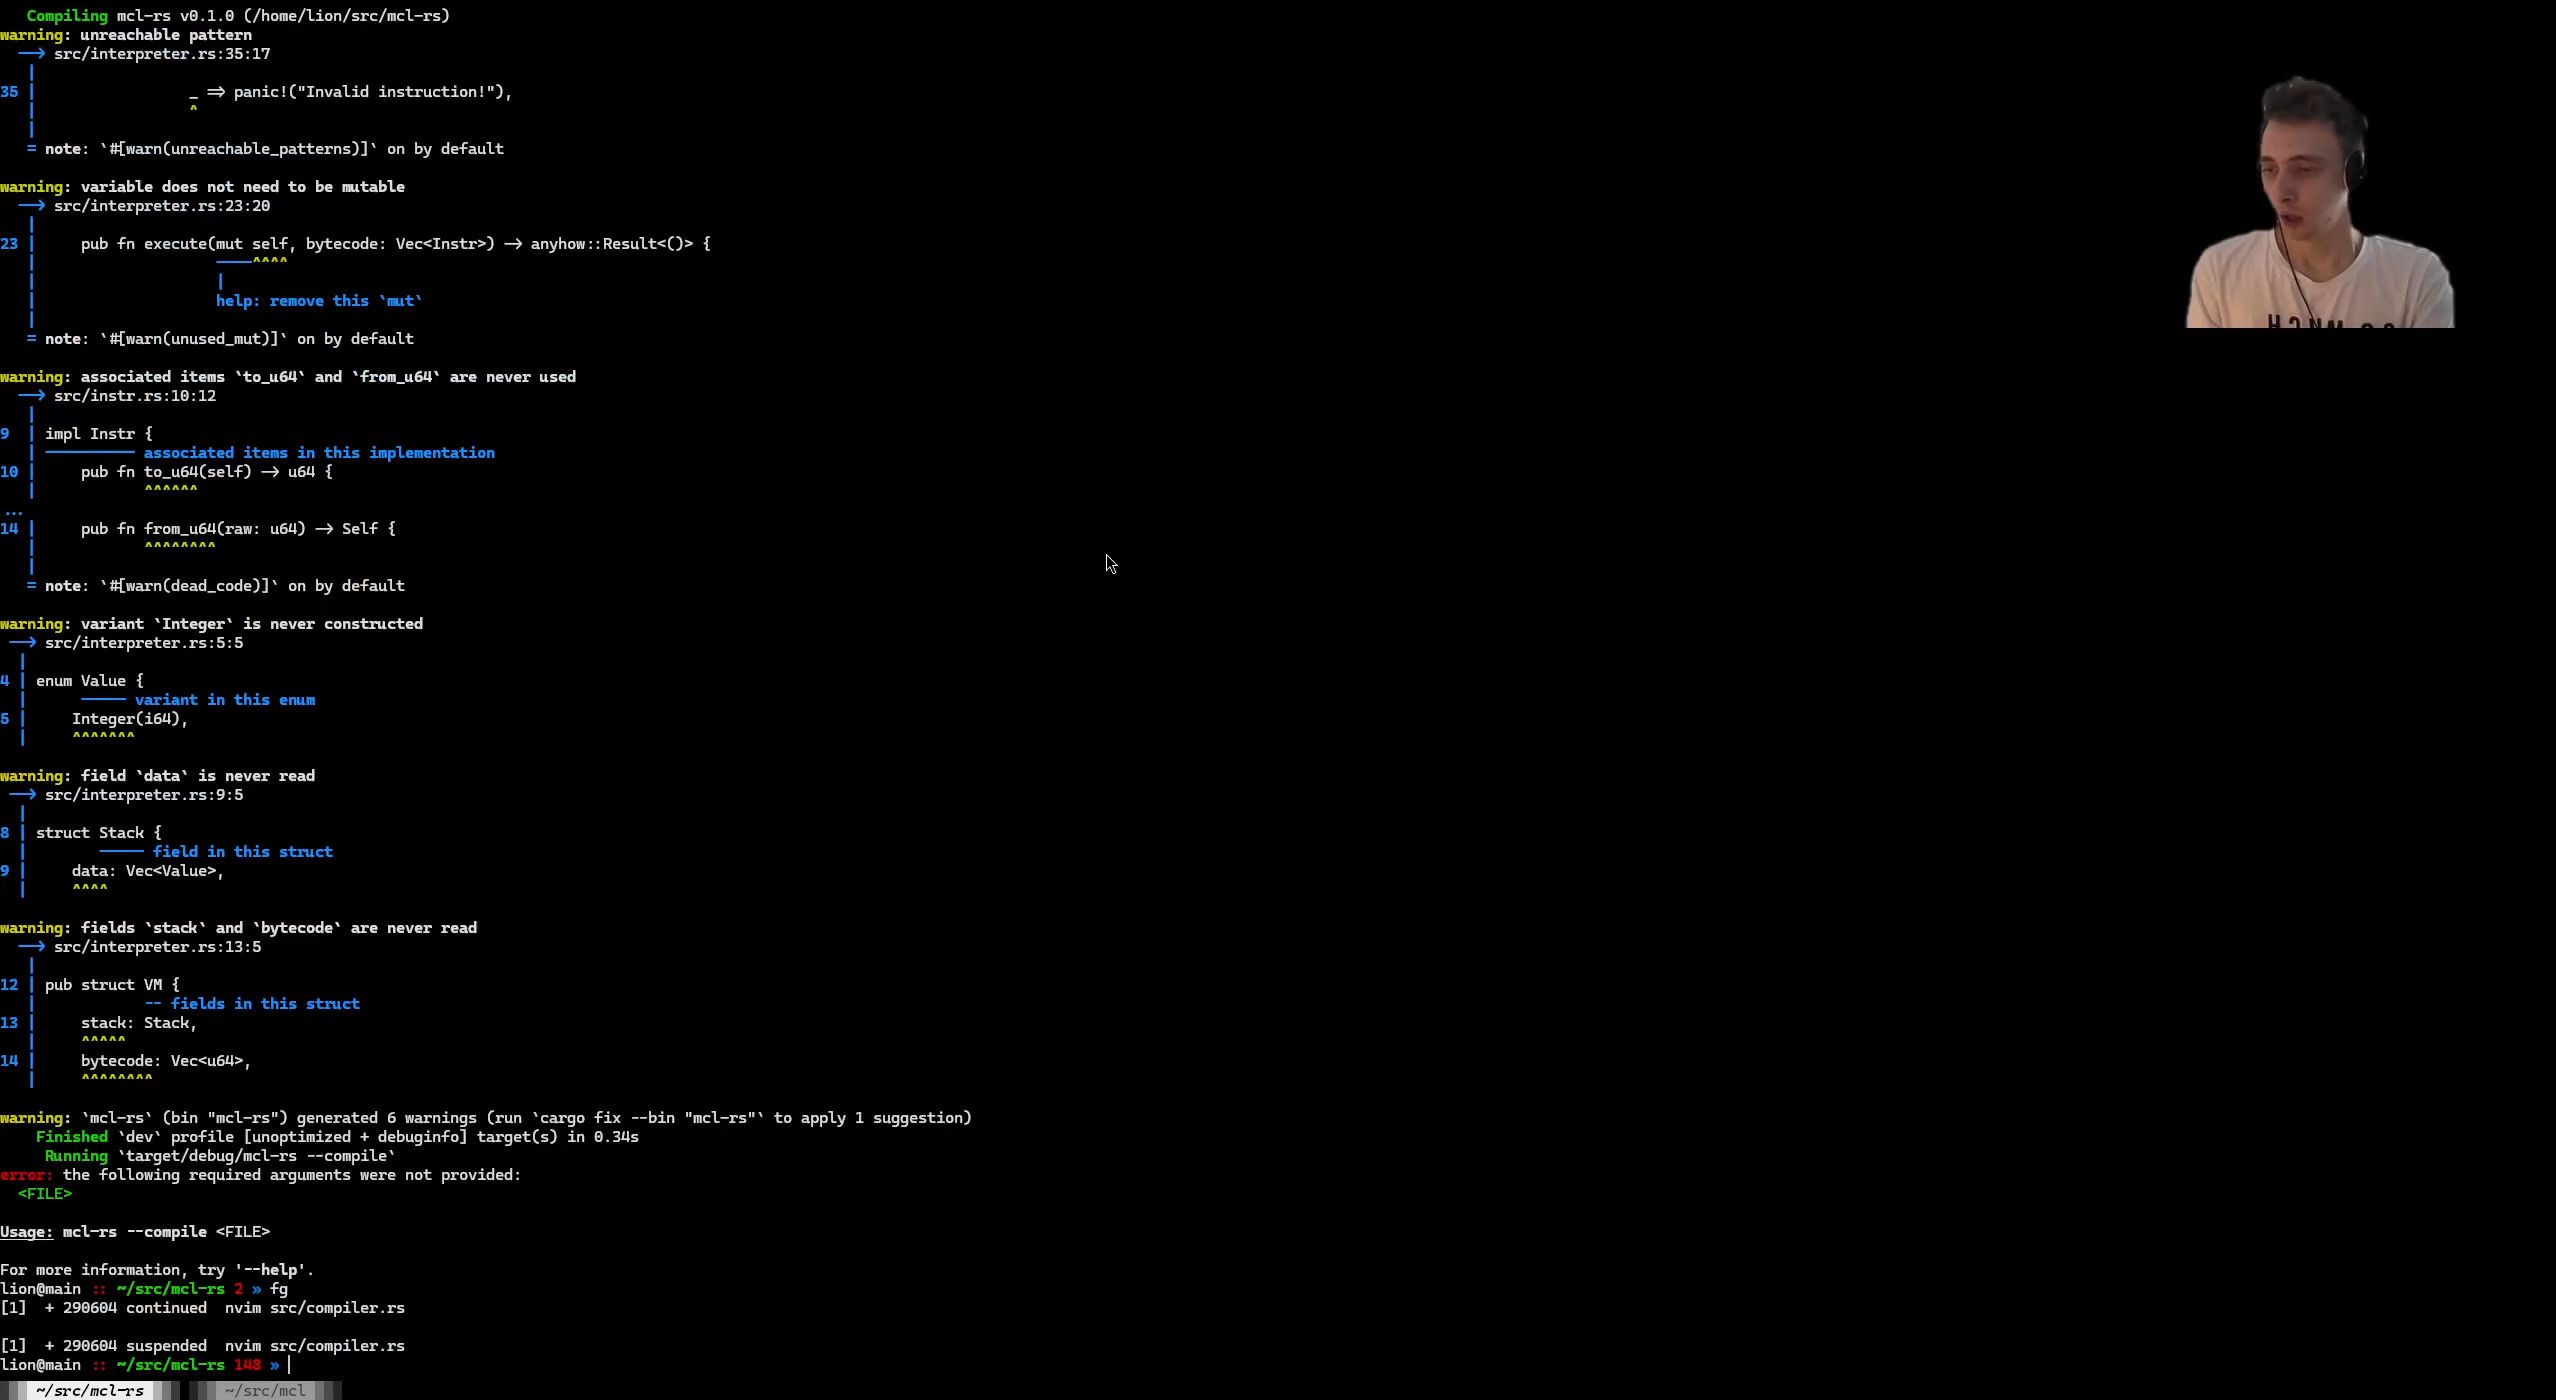 Compiling mcl-rs v0.1.0 (/home/lion/src/mcl-rs)
warning: unreachable pattern
--> src/interpreter.rs:35:17
|
35 | _ => panic!("Invalid instruction!"),
| ^
|
= note: `#[warn(unreachable_patterns)]` on by default
warning: variable does not need to be mutable
--> src/interpreter.rs:23:20
|
23 | pub fn execute(mut self, bytecode: Vec<Instr>) -> anyhow::Result<()> {
| ----^^^^
| |
| help: remove this `mut`
|
= note: `#[warn(unused_mut)]` on by default
warning: associated items `to_u64` and `from_u64` are never used
--> src/instr.rs:10:12
|
9 | impl Instr {
| ---------- associated items in this implementation
10 | pub fn to_u64(self) -> u64 {
| ^^^^^^
...
14 | pub fn from_u64(raw: u64) -> Self {
| ^^^^^^^^
|
= note: `#[warn(dead_code)]` on by default
warning: variant `Integer` is never constructed
--> src/interpreter.rs:5:5
|
4 | enum Value {
| ----- variant in this enum
5 | Integer(i64),
| ^^^^^^^
warning: field `data` is never read
--> src/interpreter.rs:9:5
|
8 | struct Stack {
| ----- field in this struct
9 | data: Vec<Value>,
| ^^^^
warning: fields `stack` and `bytecode` are never read
--> src/interpreter.rs:13:5
|
12 | pub struct VM {
| -- fields in this struct
13 | stack: Stack,
| ^^^^^
14 | bytecode: Vec<u64>,
| ^^^^^^^^
warning: `mcl-rs` (bin "mcl-rs") generated 6 warnings (run `cargo fix --bin "mcl-rs"` to apply 1 suggestion)
Finished `dev` profile [unoptimized + debuginfo] target(s) in 0.34s
Running `target/debug/mcl-rs --compile`
error: the following required arguments were not provided:
<FILE>
Usage: mcl-rs --compile <FILE>
For more information, try '--help'.
lion@main :: ~/src/mcl-rs 2 » fg
[1]  + 290604 continued  nvim src/compiler.rs
[1]  + 290604 suspended  nvim src/compiler.rs
lion@main :: ~/src/mcl-rs 148 »
~/src/mcl-rs ~/src/mcl